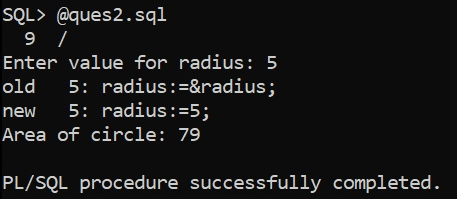 SQL> @ques2.sql
  9  /
Enter value for radius: 5
old   5: radius:=&radius;
new   5: radius:=5;
Area of circle: 79

PL/SQL procedure successfully completed.